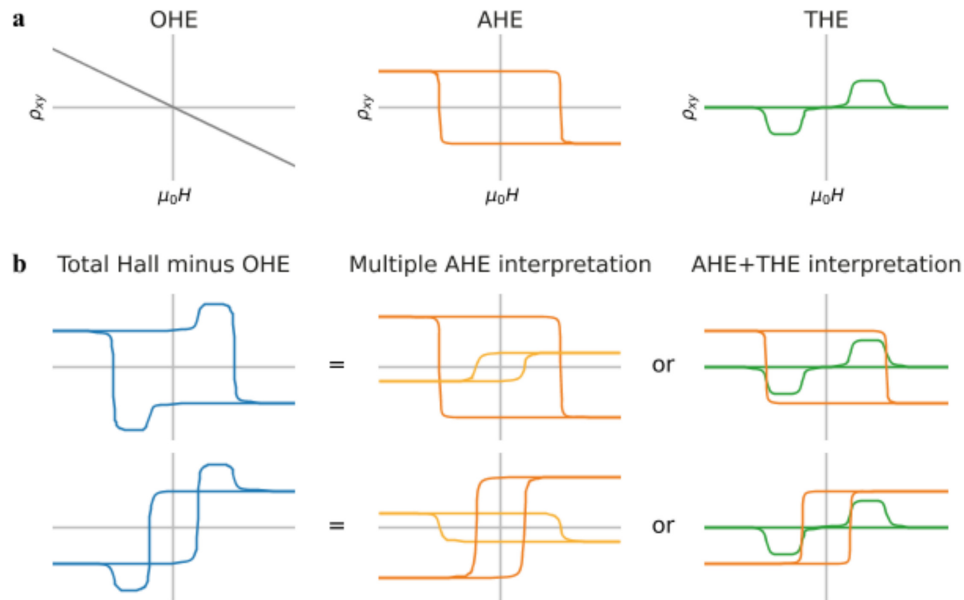 a
OHE
AHE
THE
ρxy
ρxy
ρxy
μ₀H
μ₀H
μ₀H
b
Total Hall minus OHE
Multiple AHE interpretation
AHE+THE interpretation
=
or
=
or